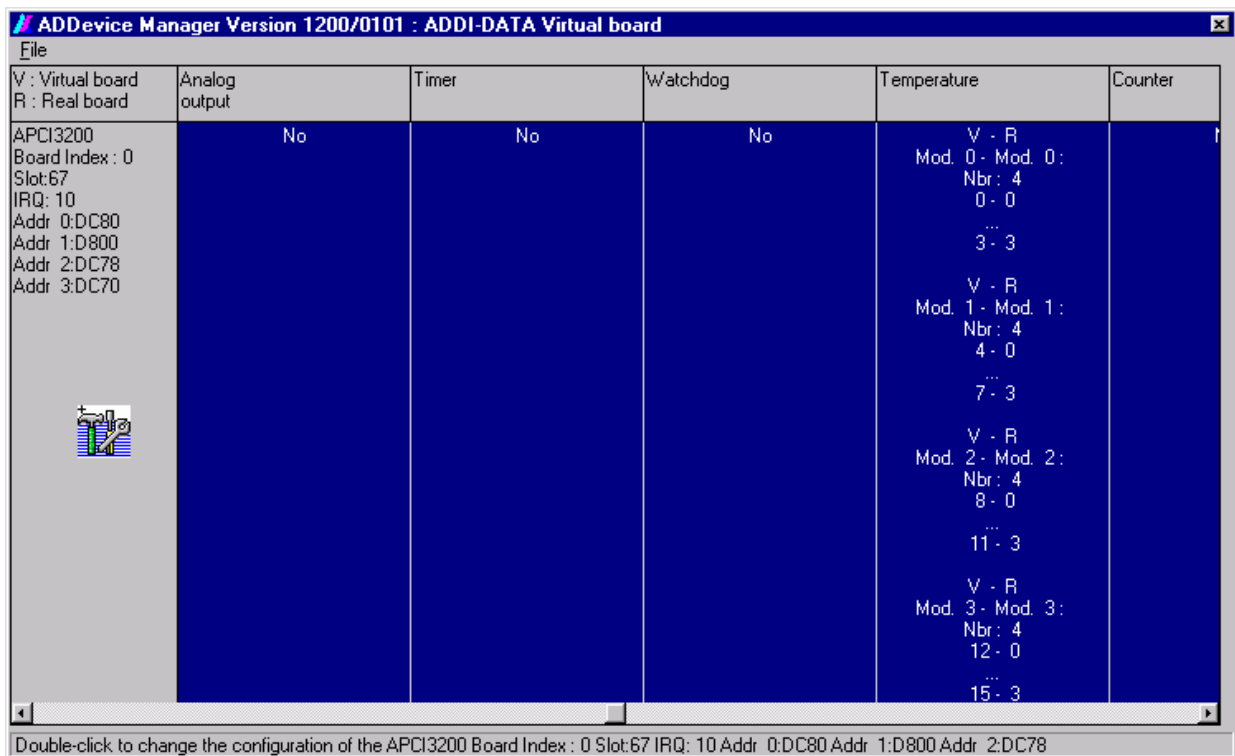 ADDevice Manager Version 1200/0101 : ADDI-DATA Virtual board
File
V : Virtual board
R : Real board
Analog
output
Timer
Watchdog
Temperature
Counter
APCI3200
Board Index : 0
Slot:67
IRQ: 10
Addr 0:DC80
Addr 1:D800
Addr 2:DC78
Addr 3:DC70
No
No
No
V - R
Mod. 0 - Mod. 0 :
Nbr : 4
0 - 0
...
3 - 3
V - R
Mod. 1 - Mod. 1 :
Nbr : 4
4 - 0
...
7 - 3
V - R
Mod. 2 - Mod. 2 :
Nbr : 4
8 - 0
...
11 - 3
V - R
Mod. 3 - Mod. 3 :
Nbr : 4
12 - 0
...
15 - 3
Double-click to change the configuration of the APCI3200 Board Index : 0 Slot:67 IRQ: 10 Addr 0:DC80 Addr 1:D800 Addr 2:DC78